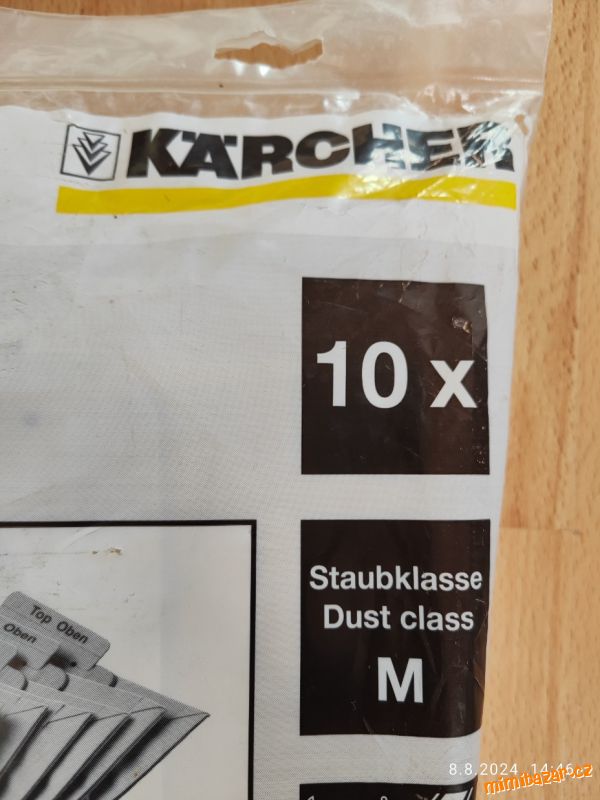 KÄRCHER
10 x
Staubklasse
Dust class
M
Top Oben
Oben
8.8.2024 14:46
mimibazar.cz